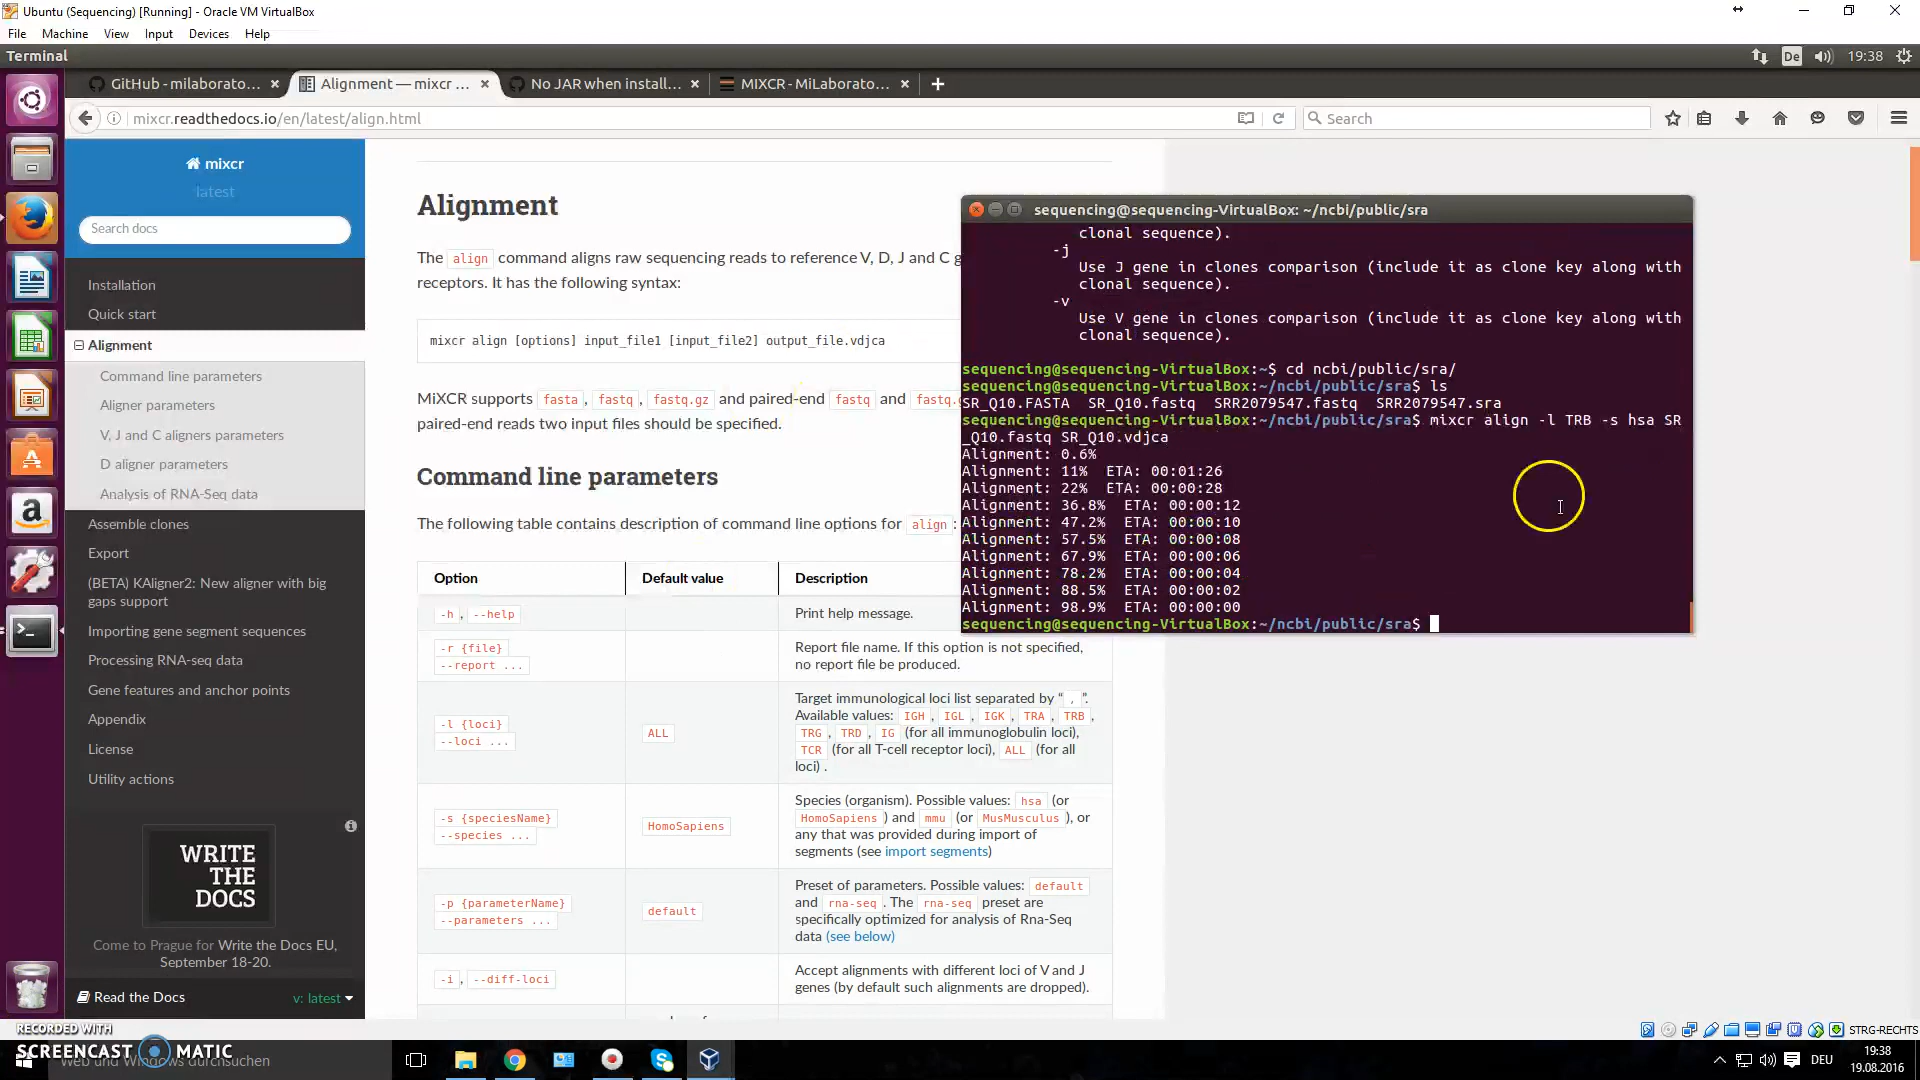 Ubuntu (Sequencing) [Running] - Oracle VM VirtualBox
File Machine View Input Devices Help
Terminal
De 19:38
GitHub - milaborato... Alignment — mixcr ... No JAR when install... MIXCR - MiLaborato...
mixcr.readthedocs.io/en/latest/align.html
Search
mixcr
latest
Search docs
Installation
Quick start
Alignment
Command line parameters
Aligner parameters
V, J and C aligners parameters
D aligner parameters
Analysis of RNA-Seq data
Assemble clones
Export
(BETA) KAligner2: New aligner with big
gaps support
Importing gene segment sequences
Processing RNA-seq data
Gene features and anchor points
Appendix
License
Utility actions
WRITE
THE
DOCS
Come to Prague for Write the Docs EU,
September 18-20.
Read the Docs v: latest
Alignment
The align command aligns raw sequencing reads to reference V, D, J and C g
receptors. It has the following syntax:
mixcr align [options] input_file1 [input_file2] output_file.vdjca
MiXCR supports fasta, fastq, fastq.gz and paired-end fastq and fastq.g
paired-end reads two input files should be specified.
Command line parameters
The following table contains description of command line options for align:
Option Default value Description
-h, --help Print help message.
-r {file}
--report ...
Report file name. If this option is not specified,
no report file be produced.
-l {loci}
--loci ...
ALL
Target immunological loci list separated by “,”.
Available values: IGH, IGL, IGK, TRA, TRB,
TRG, TRD, IG (for all immunoglobulin loci),
TCR (for all T-cell receptor loci), ALL (for all
loci) .
-s {speciesName}
--species ...
HomoSapiens
Species (organism). Possible values: hsa (or
HomoSapiens) and mmu (or MusMusculus), or
any that was provided during import of
segments (see import segments)
-p {parameterName}
--parameters ...
default
Preset of parameters. Possible values: default
and rna-seq. The rna-seq preset are
specifically optimized for analysis of Rna-Seq
data (see below)
-i, --diff-loci
Accept alignments with different loci of V and J
genes (by default such alignments are dropped).
sequencing@sequencing-VirtualBox: ~/ncbi/public/sra
clonal sequence).
-j
Use J gene in clones comparison (include it as clone key along with
clonal sequence).
-v
Use V gene in clones comparison (include it as clone key along with
clonal sequence).
sequencing@sequencing-VirtualBox:~$ cd ncbi/public/sra/
sequencing@sequencing-VirtualBox:~/ncbi/public/sra$ ls
SR_Q10.FASTA SR_Q10.fastq SRR2079547.fastq SRR2079547.sra
sequencing@sequencing-VirtualBox:~/ncbi/public/sra$ mixcr align -l TRB -s hsa SR
_Q10.fastq SR_Q10.vdjca
Alignment: 0.6%
Alignment: 11% ETA: 00:01:26
Alignment: 22% ETA: 00:00:28
Alignment: 36.8% ETA: 00:00:12
Alignment: 47.2% ETA: 00:00:10
Alignment: 57.5% ETA: 00:00:08
Alignment: 67.9% ETA: 00:00:06
Alignment: 78.2% ETA: 00:00:04
Alignment: 88.5% ETA: 00:00:02
Alignment: 98.9% ETA: 00:00:00
sequencing@sequencing-VirtualBox:~/ncbi/public/sra$
STRG-RECHTS
RECORDED WITH
SCREENCAST MATIC
Web und Windows durchsuchen
DEU
19:38
19.08.2016